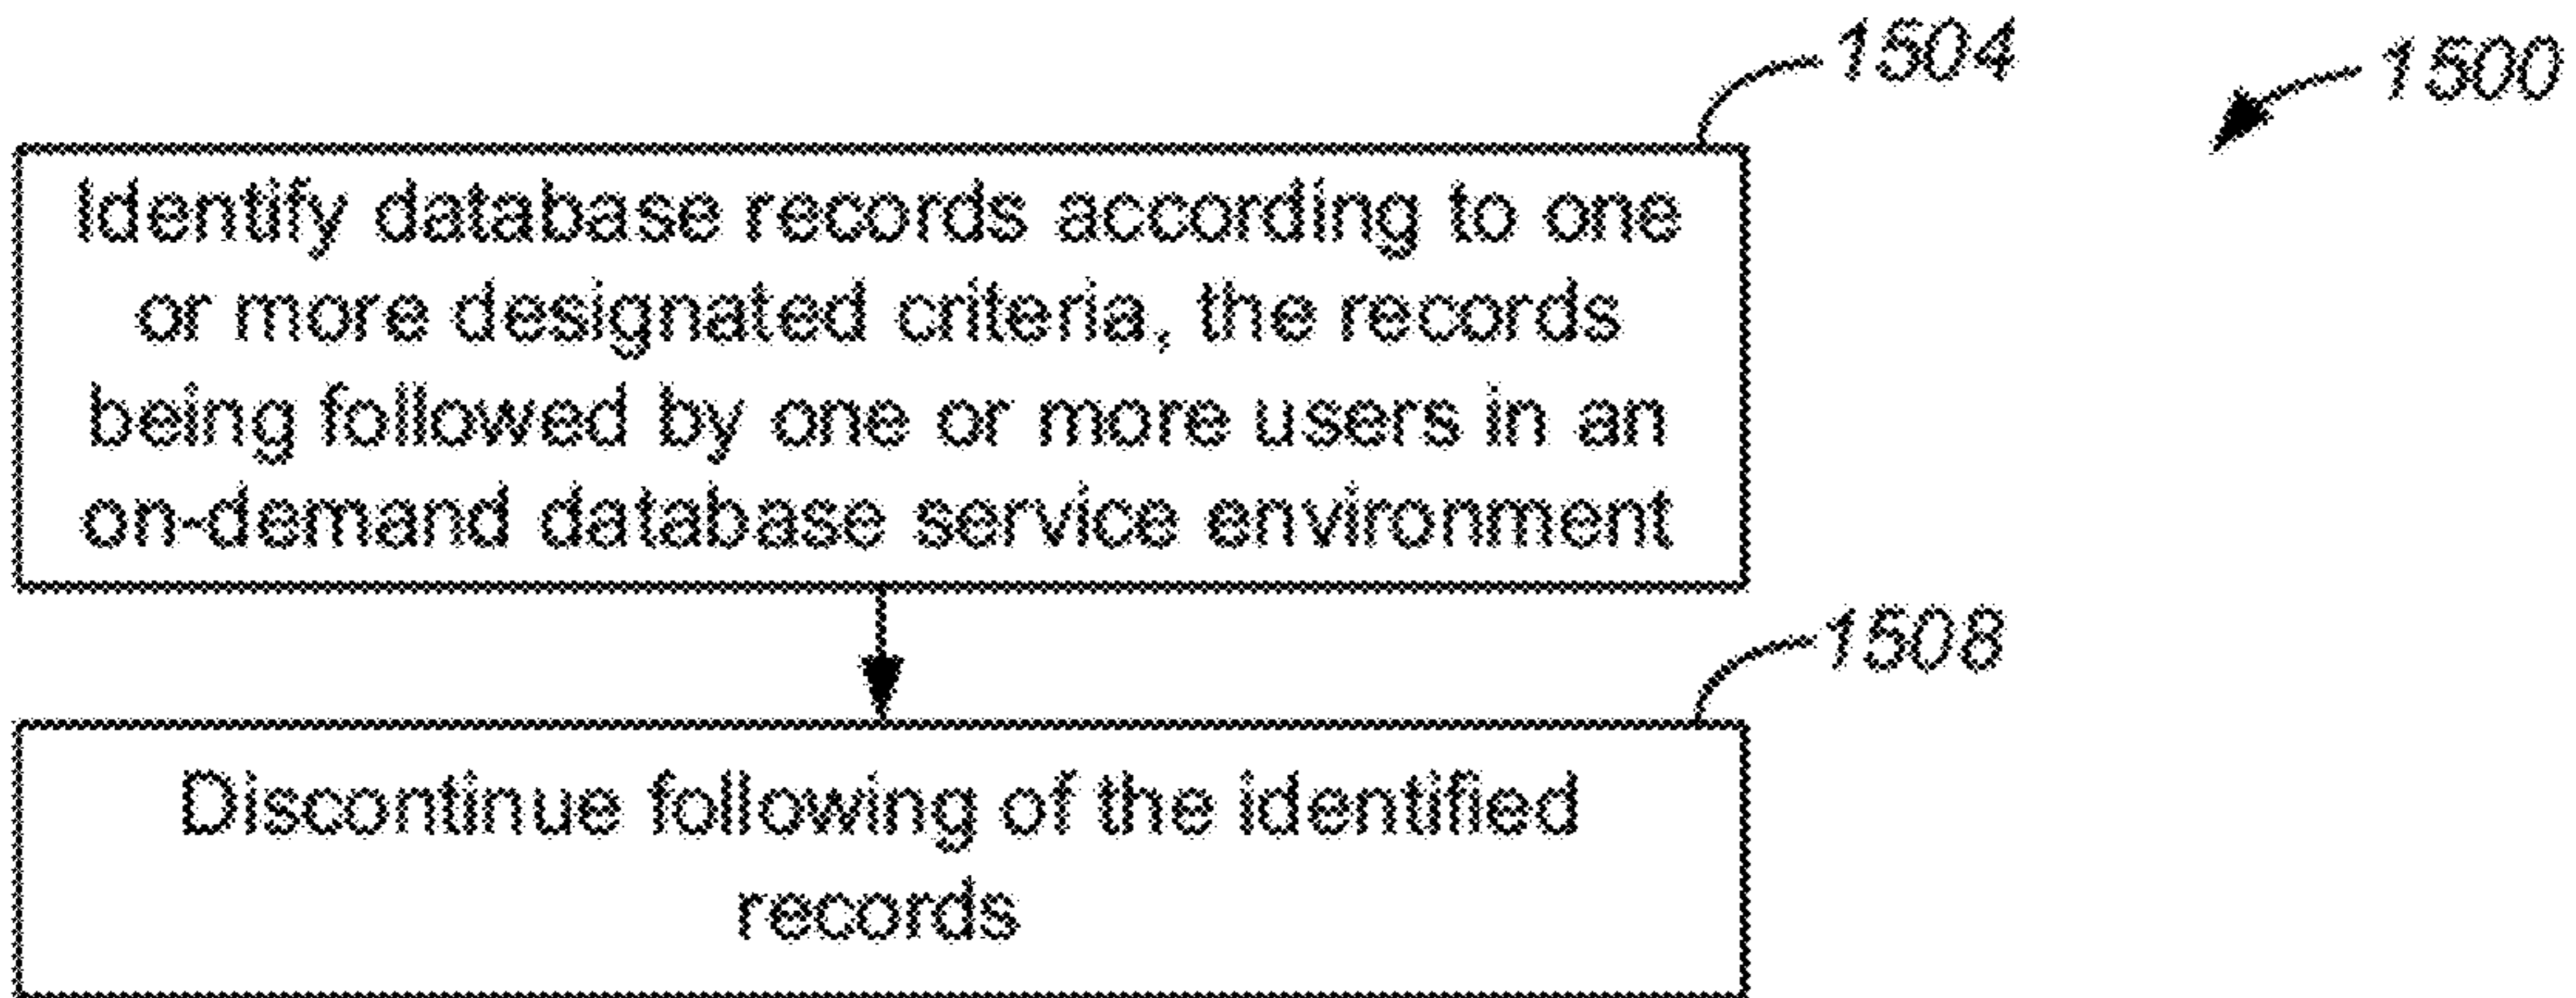 1504
1500
Identify database records according to one
or more designated criteria, the records
being followed by one or more users in an
on-demand database service environment
1508
Discontinue following of the identified
records